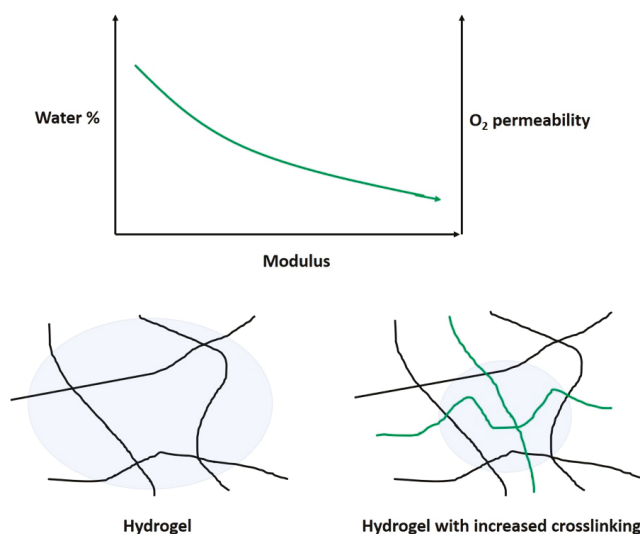 Water %
O₂ permeability
Modulus
Hydrogel
Hydrogel with increased crosslinking